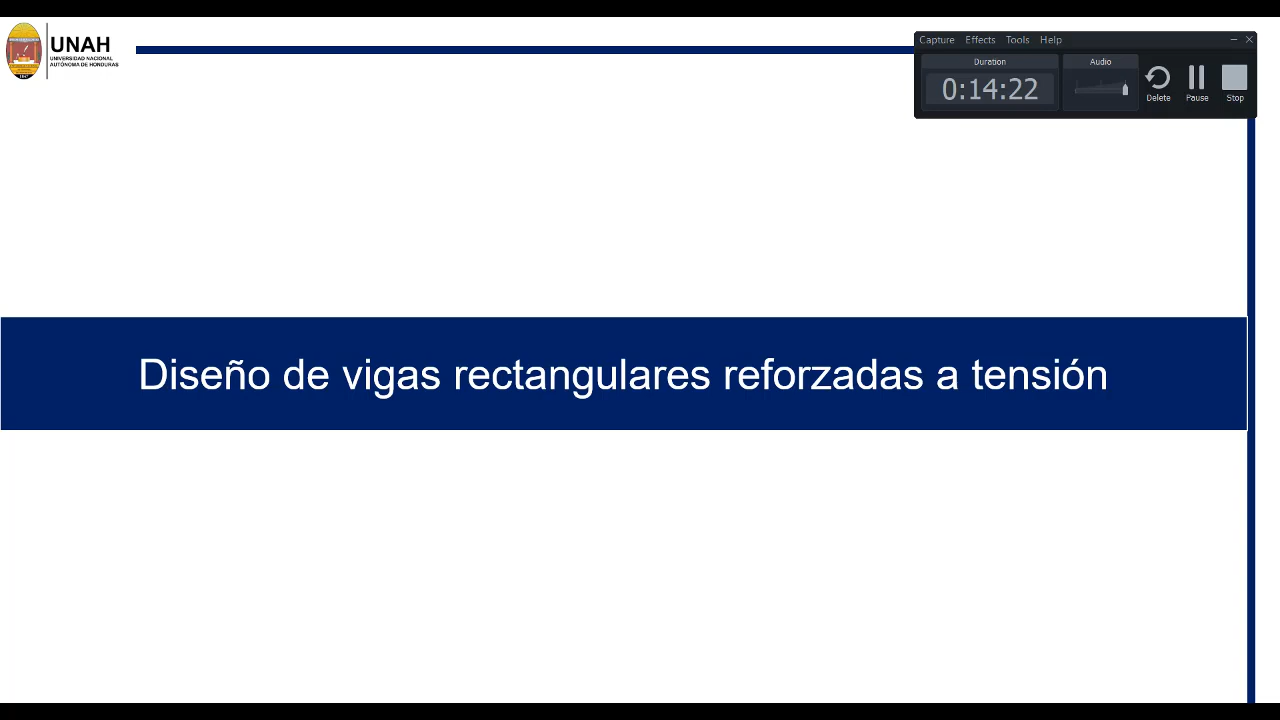 UNAH
UNIVERSIDAD NACIONAL
AUTÓNOMA DE HONDURAS
Capture Effects Tools Help
Duration
Audio
0:14:22
Delete Pause Stop
Diseño de vigas rectangulares reforzadas a tensión